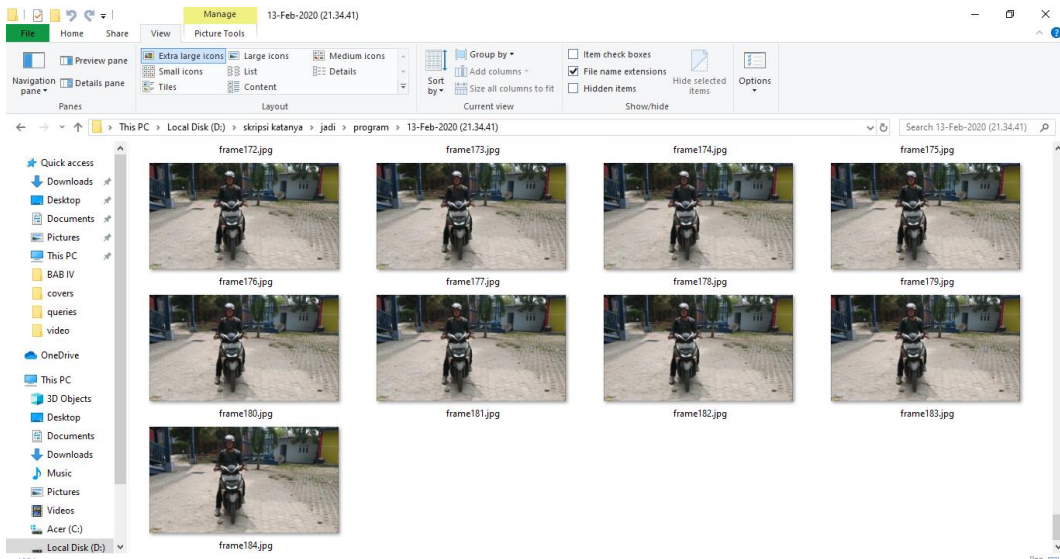 Manage
13-Feb-2020 (21.34.41)
File
Home
Share
View
Picture Tools
Navigation pane
Preview pane
Details pane
Panes
Extra large icons
Large icons
Medium icons
Small icons
List
Details
Tiles
Content
Layout
Sort by
Group by
Add columns
Size all columns to fit
Current view
Item check boxes
File name extensions
Hidden items
Hide selected items
Show/hide
Options
This PC > Local Disk (D:) > skripsi katanya > jadi > program > 13-Feb-2020 (21.34.41)
Search 13-Feb-2020 (21.34.41)
Quick access
Downloads
Desktop
Documents
Pictures
This PC
BAB IV
covers
queries
video
OneDrive
This PC
3D Objects
Desktop
Documents
Downloads
Music
Pictures
Videos
Acer (C:)
Local Disk (D:)
frame172.jpg
frame173.jpg
frame174.jpg
frame175.jpg
frame176.jpg
frame177.jpg
frame178.jpg
frame179.jpg
frame180.jpg
frame181.jpg
frame182.jpg
frame183.jpg
frame184.jpg